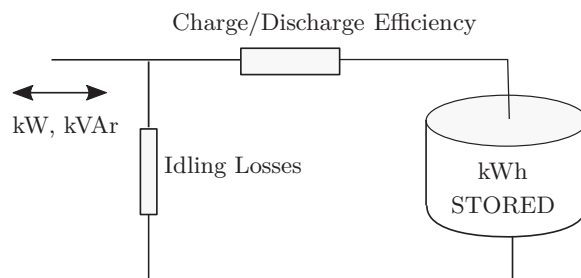 Charge/Discharge Efficiency
kW, kVAr
Idling Losses
kWh
STORED